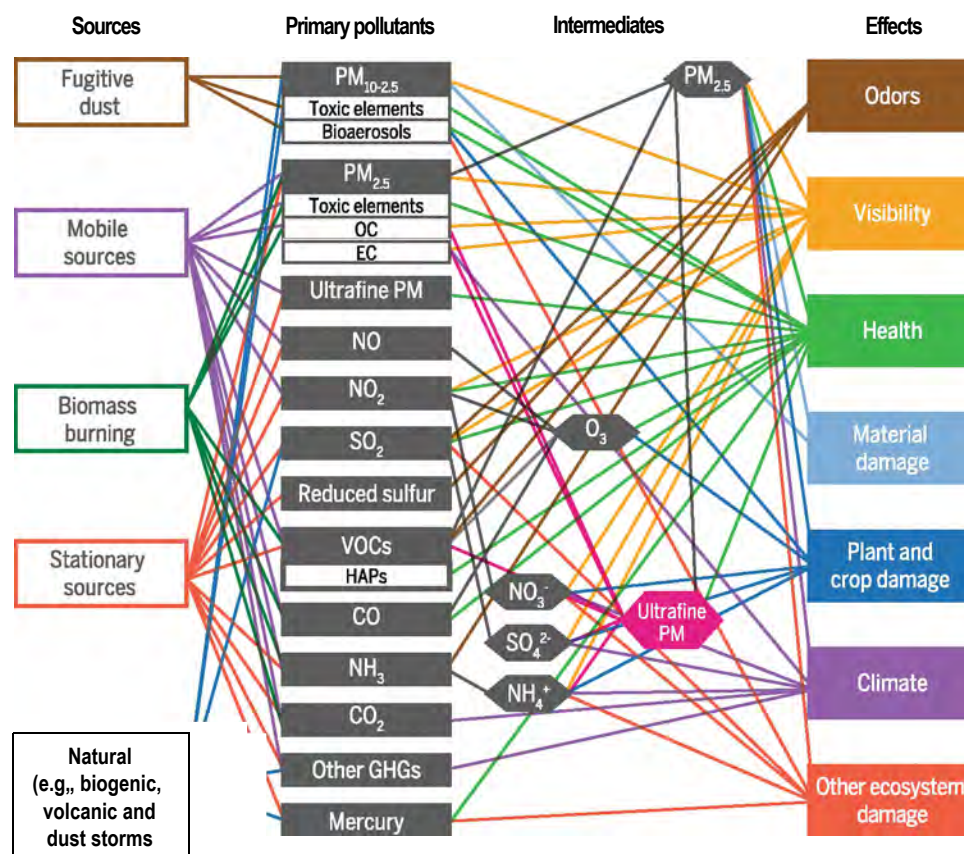 Sources
Primary pollutants
Intermediates
Effects
Fugitive
dust
Mobile
sources
Biomass
burning
Stationary
sources
Natural
(e.g,, biogenic,
volcanic and
dust storms
PM10-2.5
Toxic elements
Bioaerosols
PM2.5
Toxic elements
OC
EC
Ultrafine PM
NO
NO2
SO2
Reduced sulfur
VOCs
HAPs
CO
NH3
CO2
Other GHGs
Mercury
PM2.5
O3
NO3-
SO42-
NH4+
Ultrafine
PM
Odors
Visibility
Health
Material
damage
Plant and
crop damage
Climate
Other ecosystem
damage